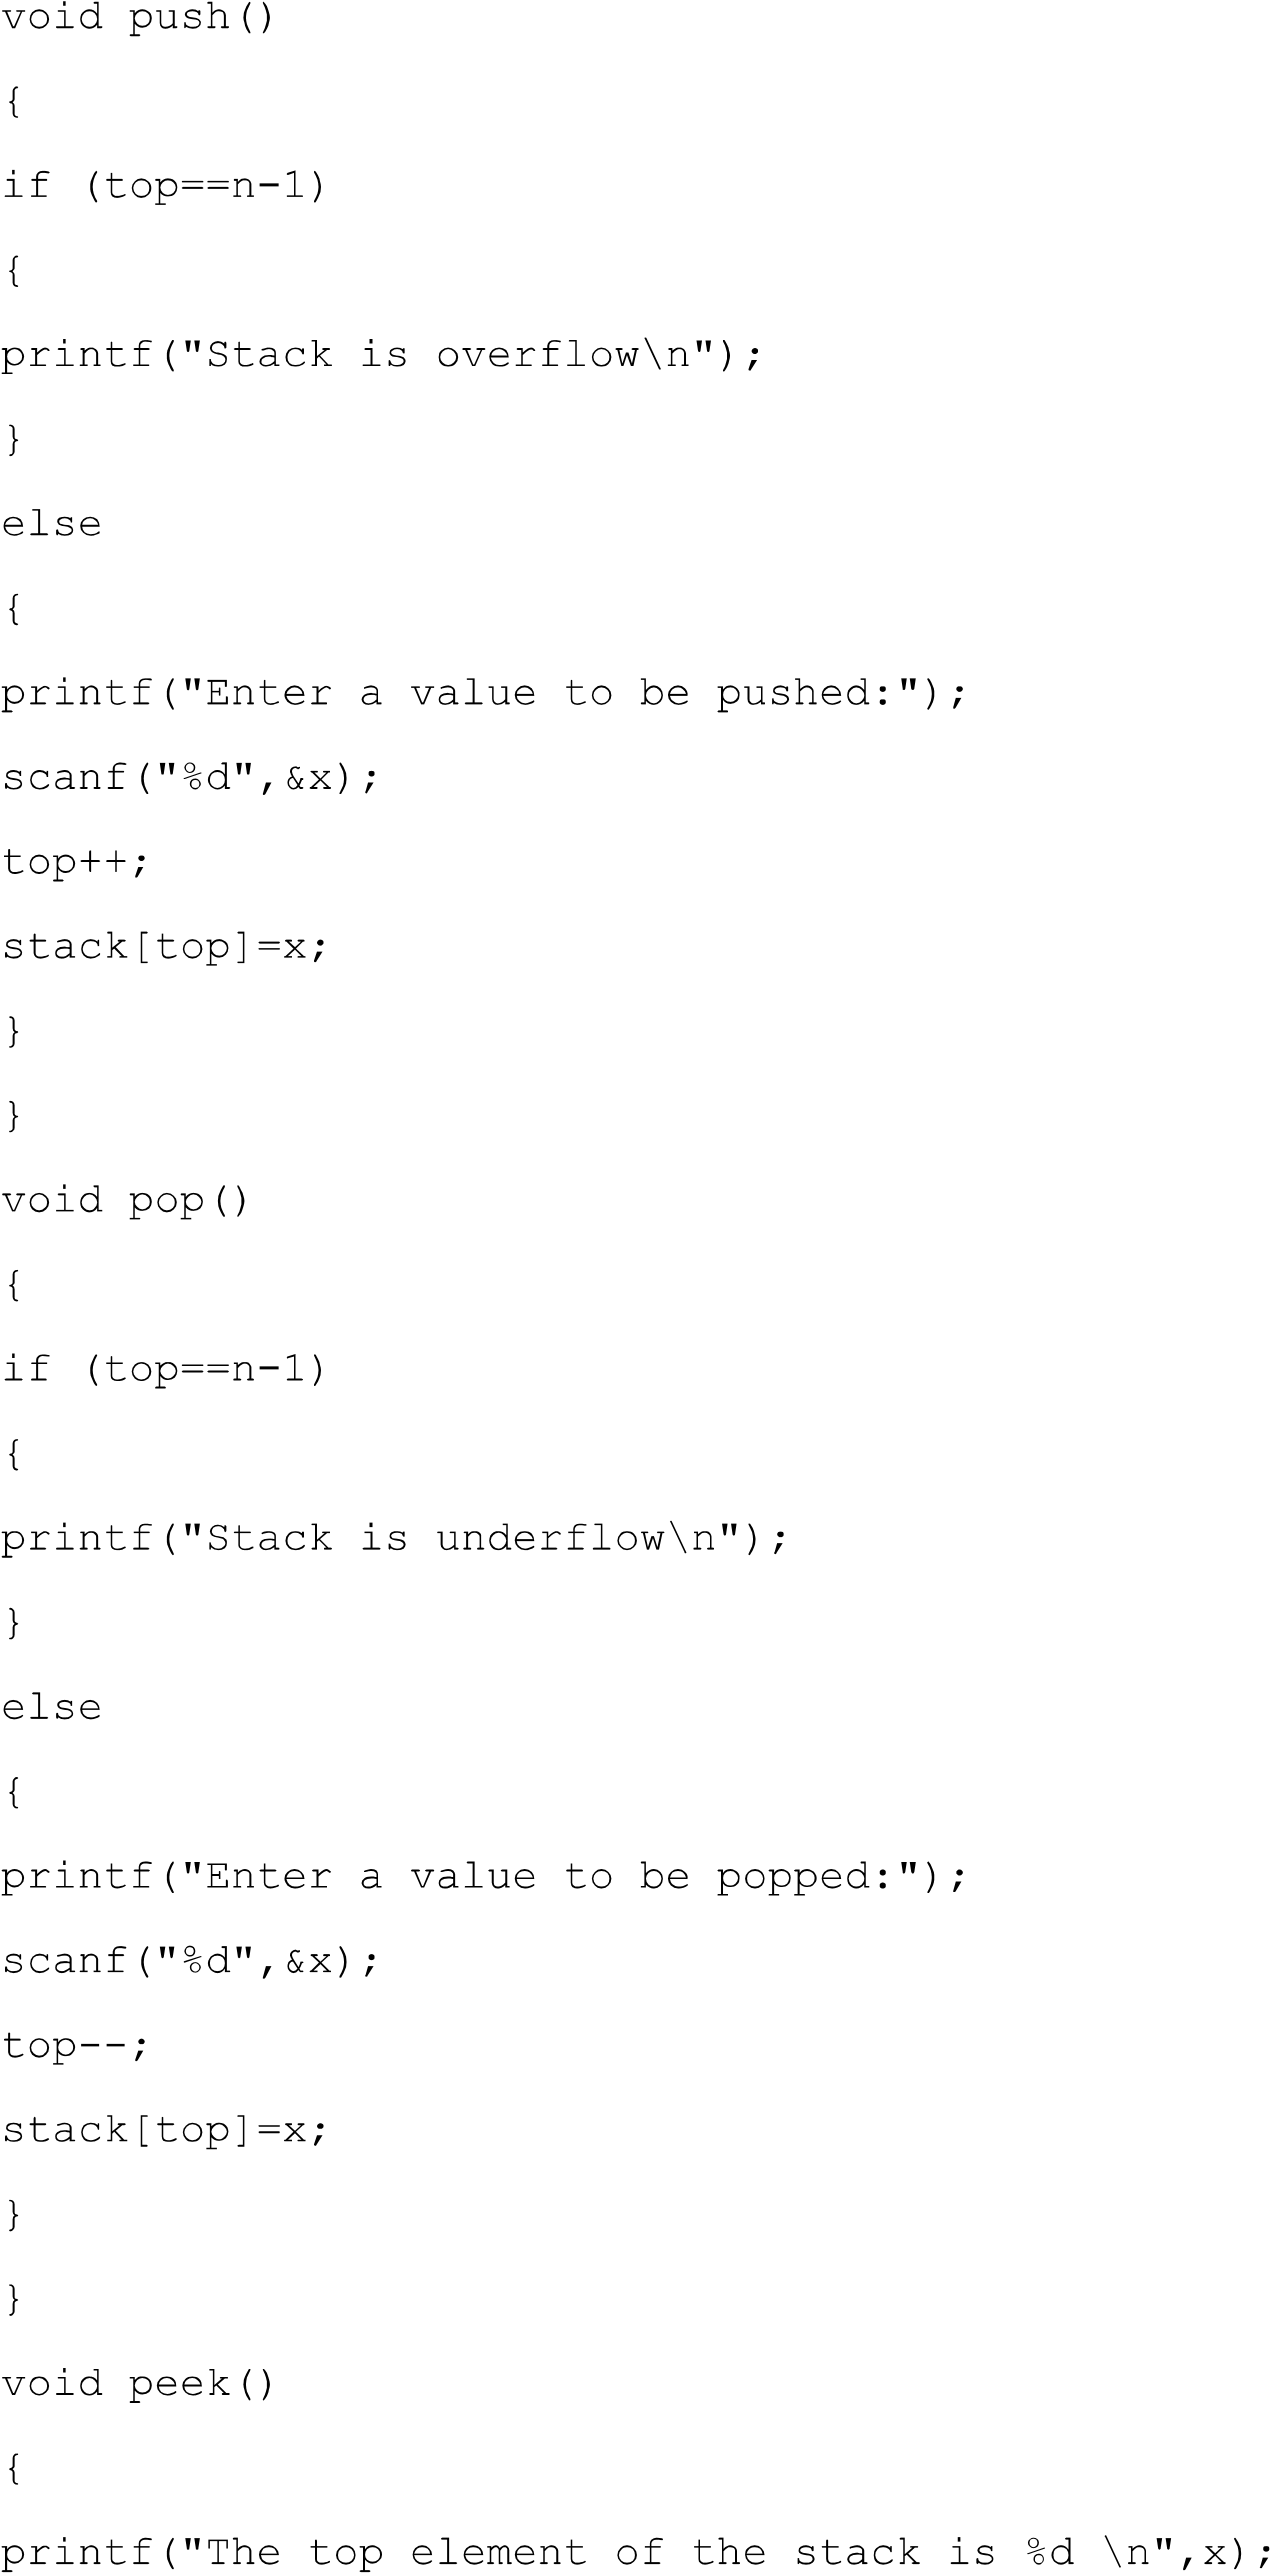 void push()
{
if (top==n-1)
{
printf("Stack is overflow\n");
}
else
{
printf("Enter a value to be pushed:");
scanf("%d",&x);
top++;
stack[top]=x;
}
}
void pop()
{
if (top==n-1)
{
printf("Stack is underflow\n");
}
else
{
printf("Enter a value to be popped:");
scanf("%d",&x);
top--;
stack[top]=x;
}
}
void peek()
{
printf("The top element of the stack is %d \n",x);